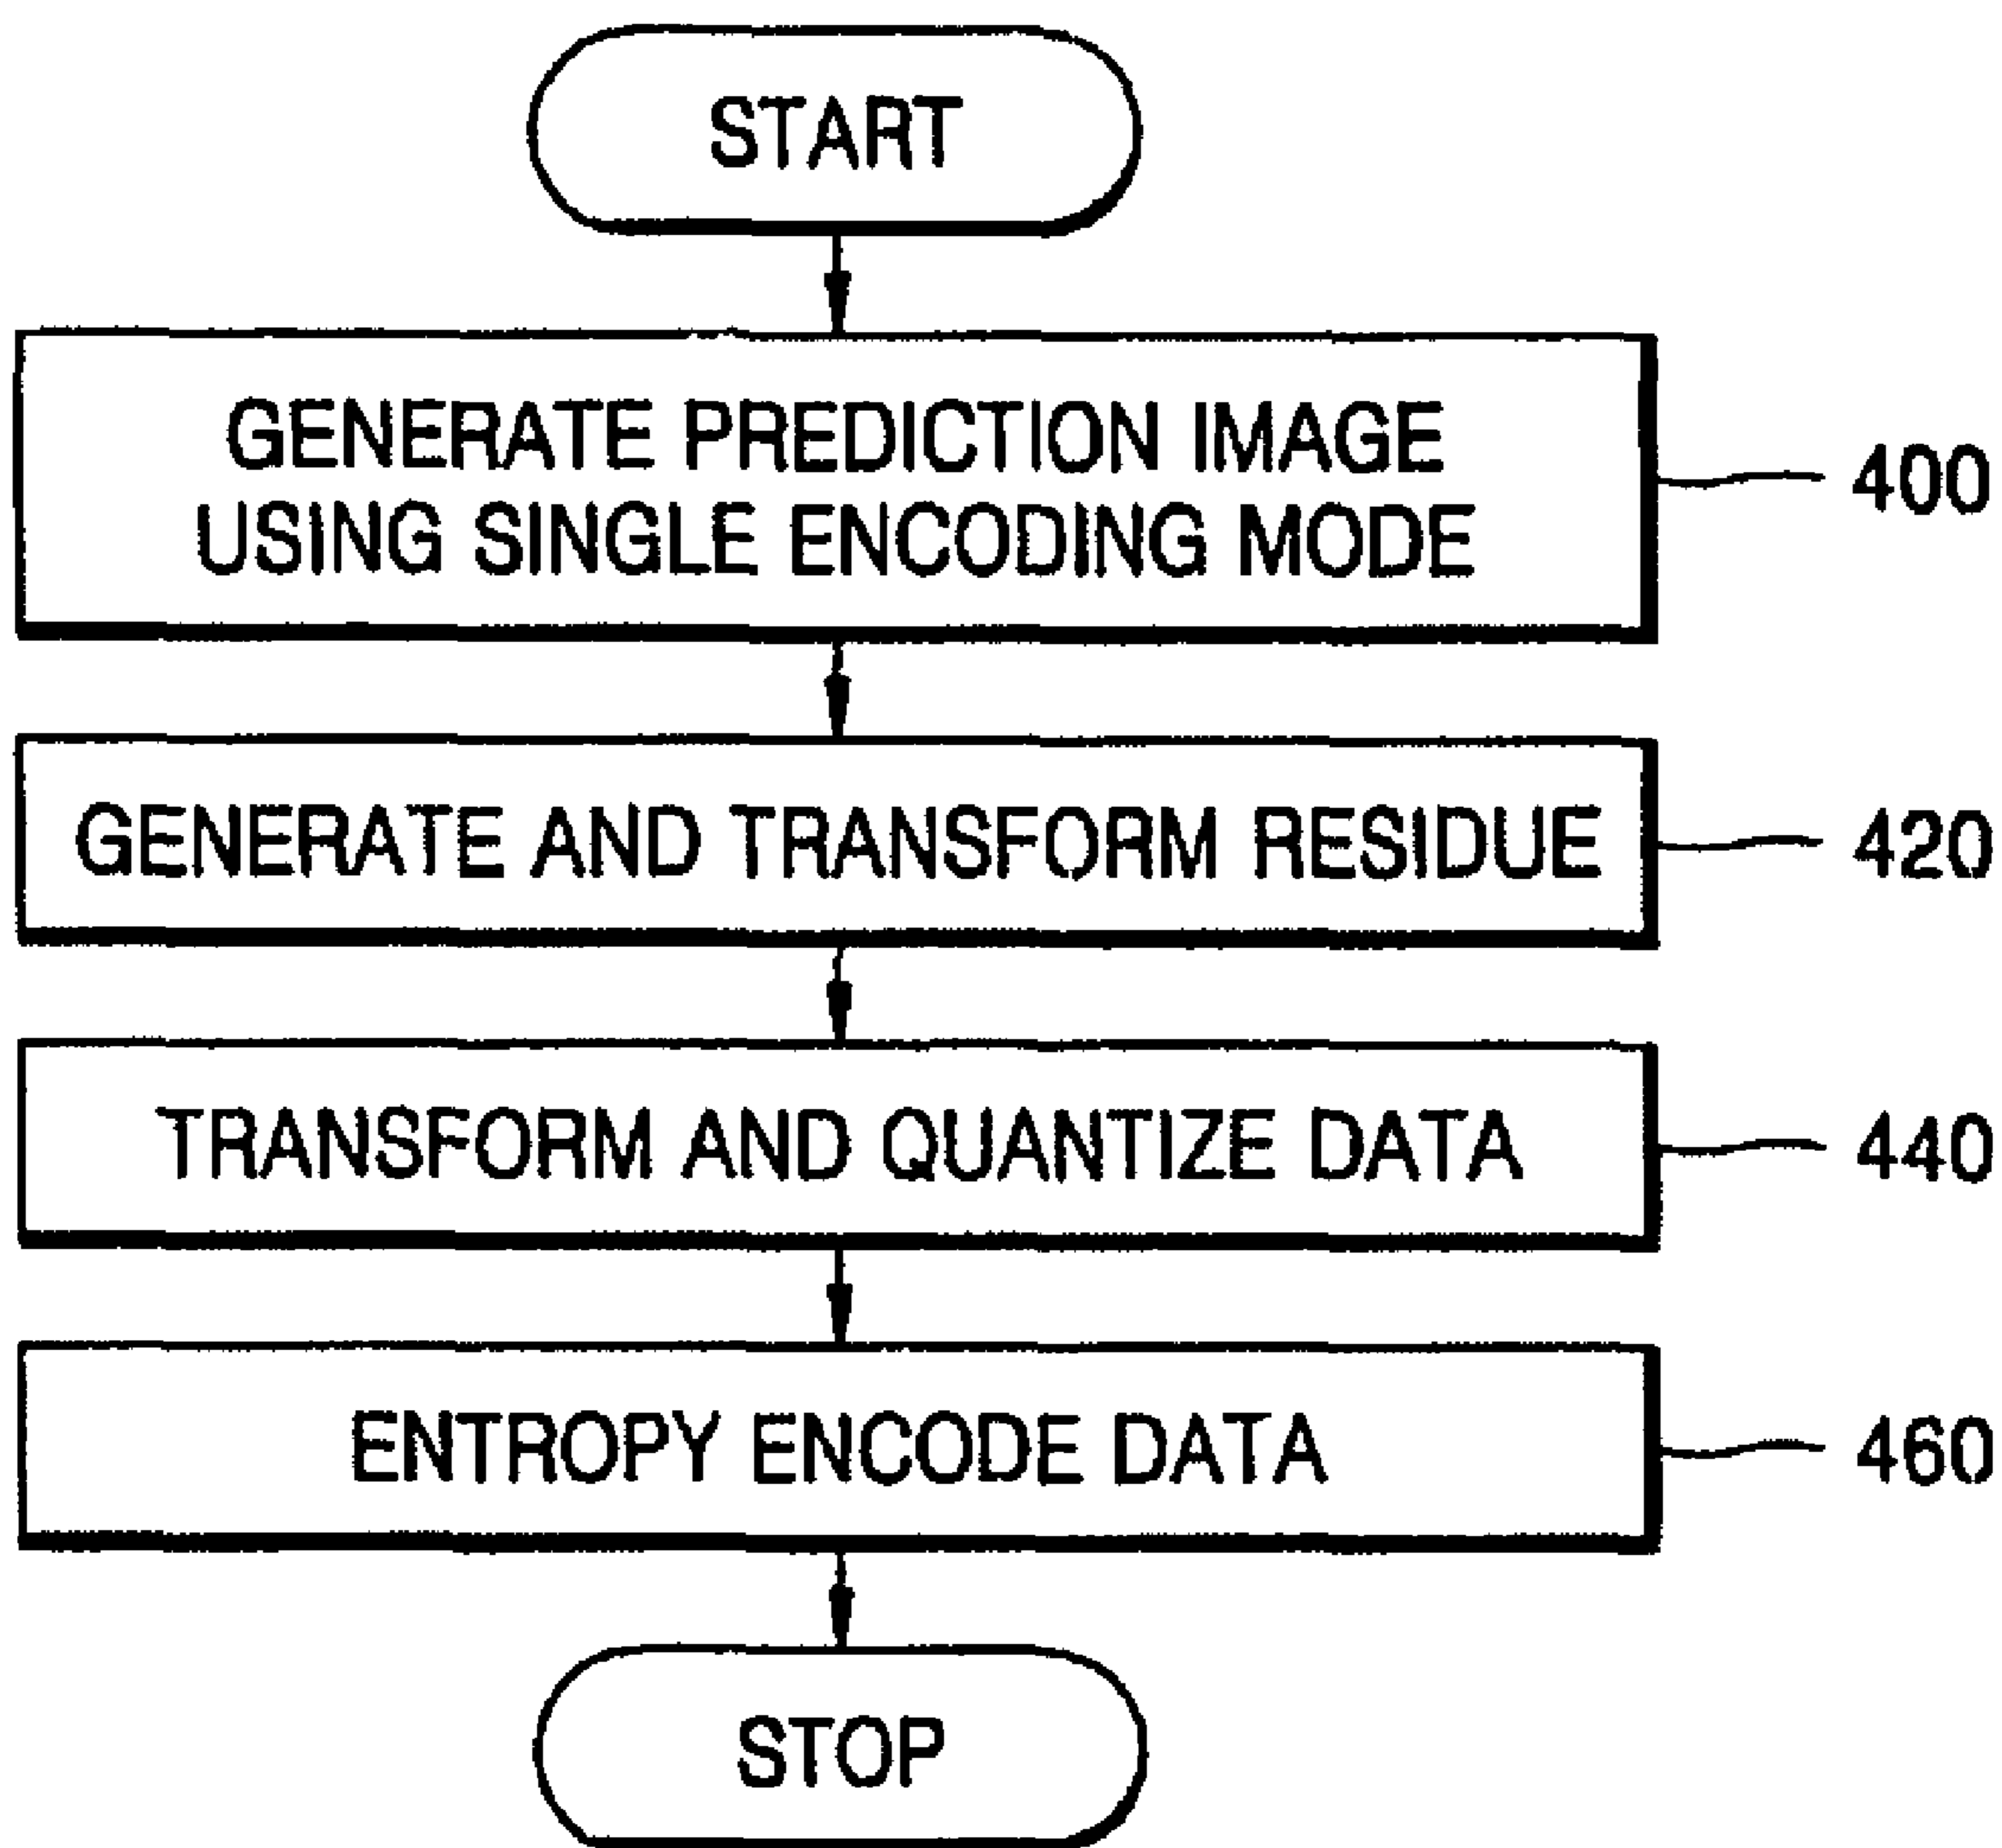 START
GENERATE PREDICTION IMAGE
USING SINGLE ENCODING MODE
400
GENERATE AND TRANSFORM RESIDUE
420
TRANSFORM AND QUANTIZE DATA
440
ENTROPY ENCODE DATA
460
STOP